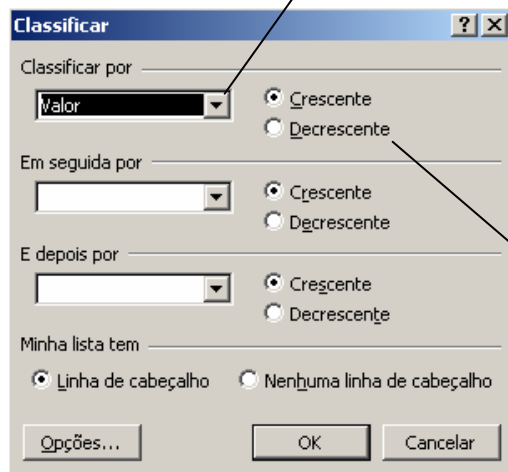 Classificar
Classificar por
Valor
Crescente
Decrescente
Em seguida por
Crescente
Decrescente
E depois por
Crescente
Decrescente
Minha lista tem
Linha de cabeçalho Nenhuma linha de cabeçalho
Opções... OK Cancelar